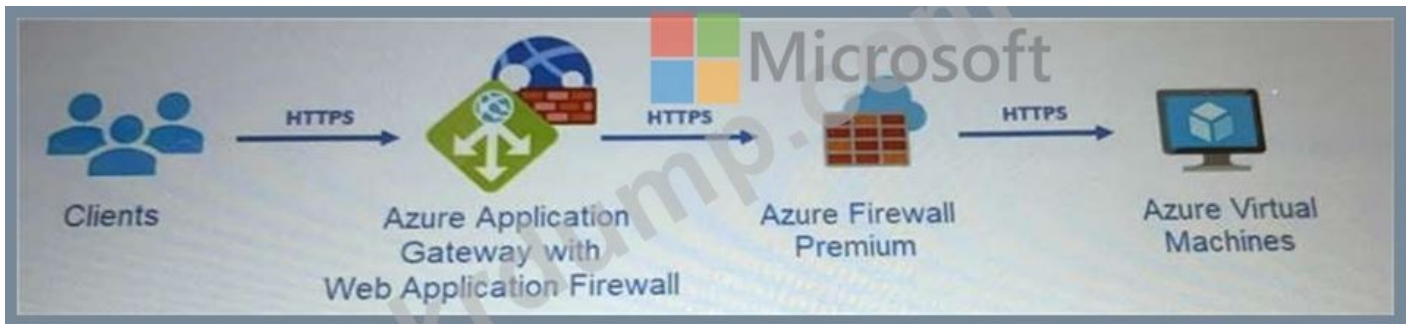 Microsoft
HTTPS
HTTPS
HTTPS
Clients
Azure Application
Gateway with
Web Application Firewall
Azure Firewall
Premium
Azure Virtual
Machines